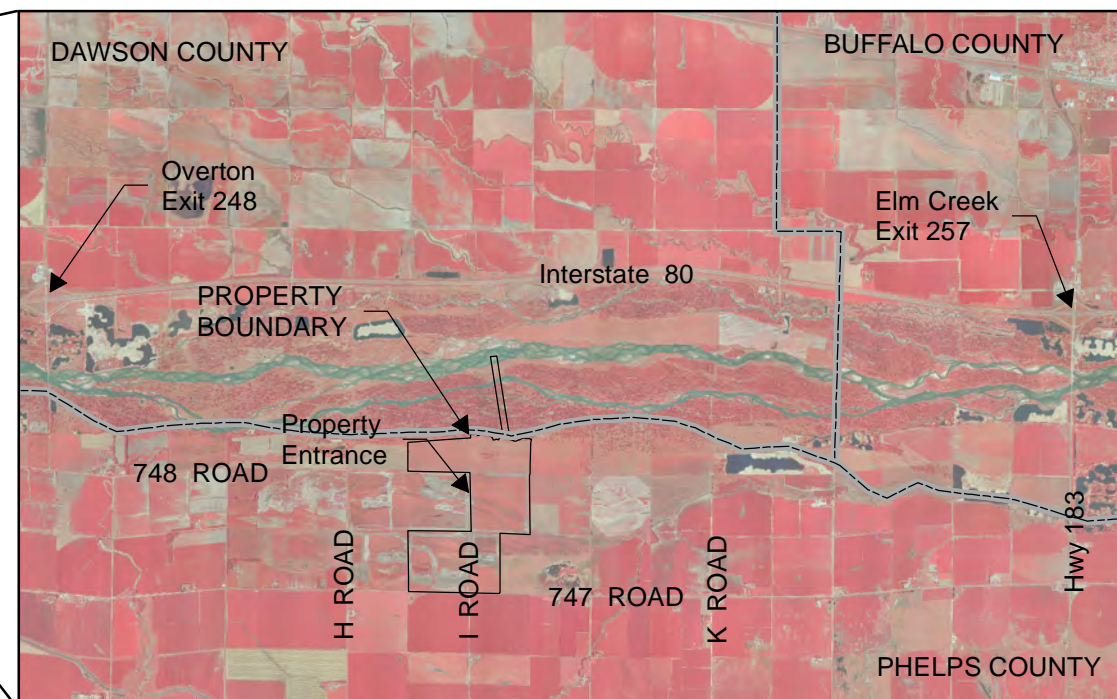 DAWSON COUNTY
BUFFALO COUNTY
Overton
Exit 248
Elm Creek
Exit 257
Interstate 80
PROPERTY
BOUNDARY
Property
Entrance
748 ROAD
H ROAD
I ROAD
747 ROAD
K ROAD
Hwy 183
PHELPS COUNTY